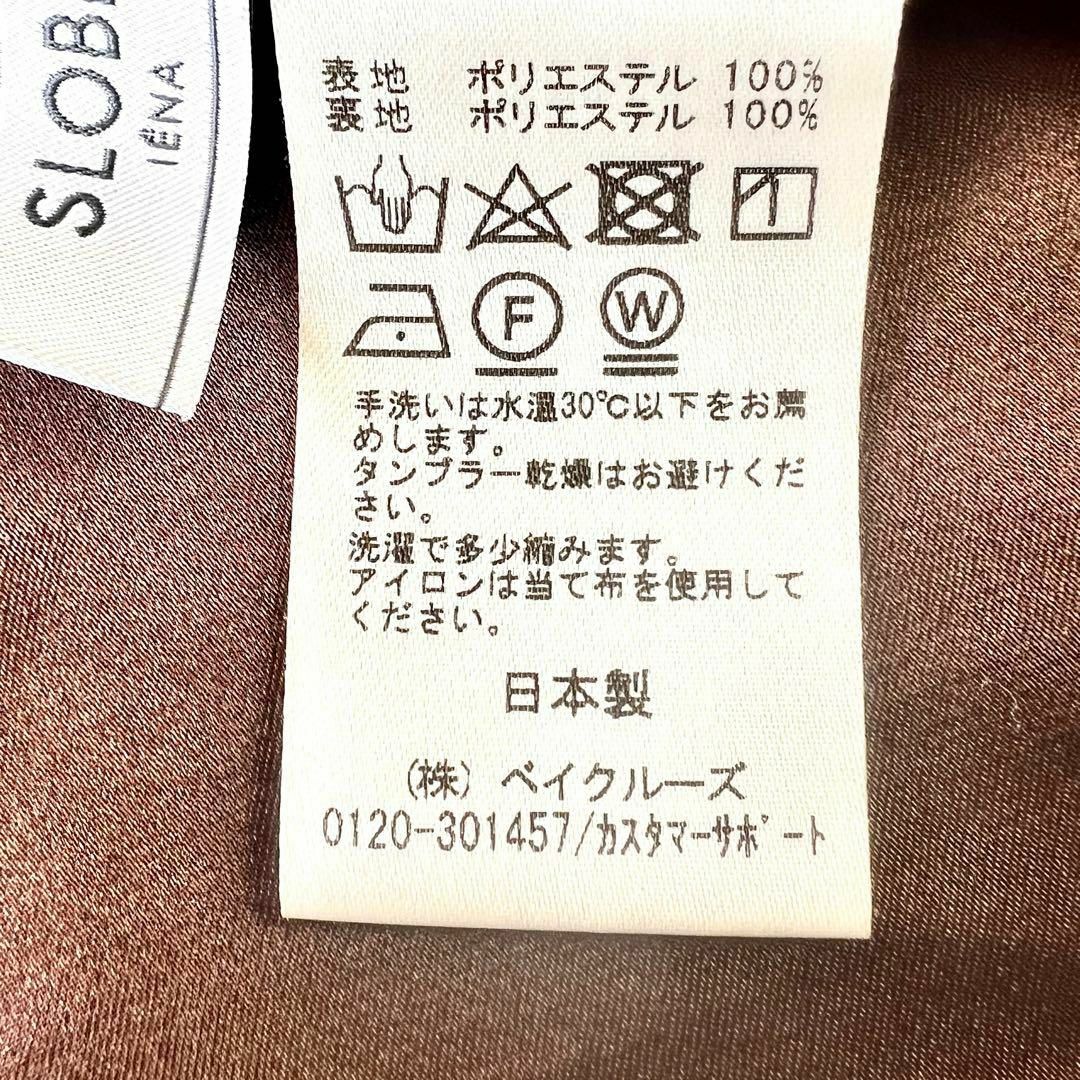 SLOB
IÉNA
表地 ポリエステル 100%
裏地 ポリエステル 100%
F
W
手洗いは水温30℃以下をお薦
めします。
タンブラー乾燥はお避けくだ
さい。
洗濯で多少縮みます。
アイロンは当て布を使用して
ください。
日本製
(株) ベイクルーズ
0120-301457/カスタマーサポート